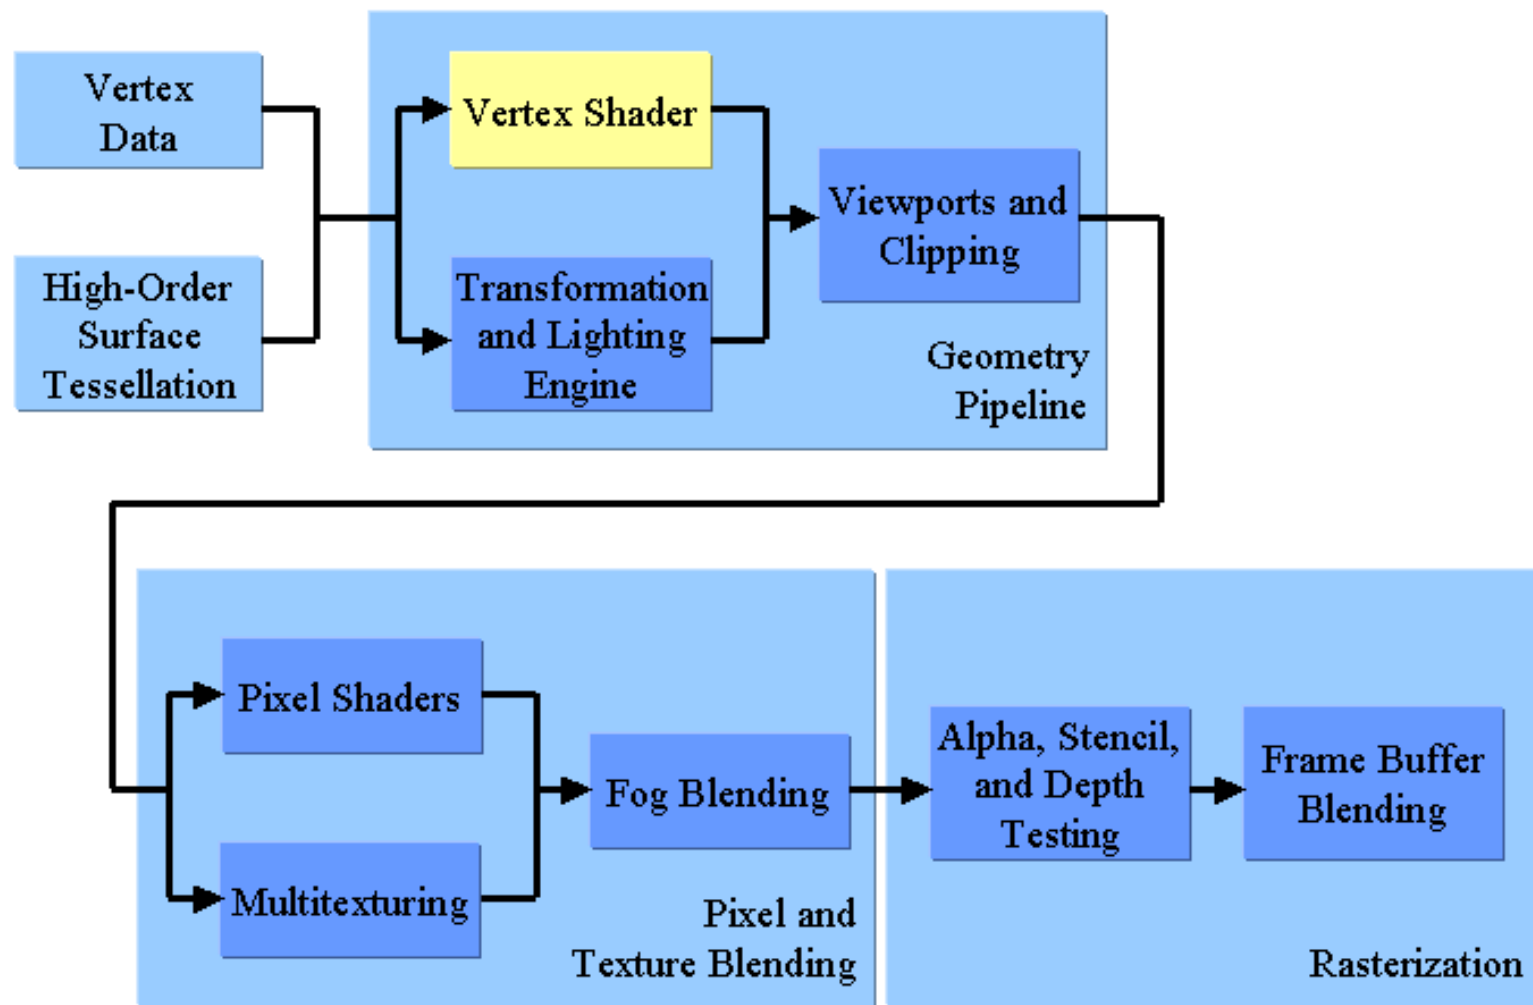 Vertex
Data
High-Order
Surface
Tessellation
Vertex Shader
Transformation
and Lighting
Engine
Viewports and
Clipping
Geometry
Pipeline
Pixel Shaders
Multitexturing
Fog Blending
Pixel and
Texture Blending
Alpha, Stencil,
and Depth
Testing
Frame Buffer
Blending
Rasterization